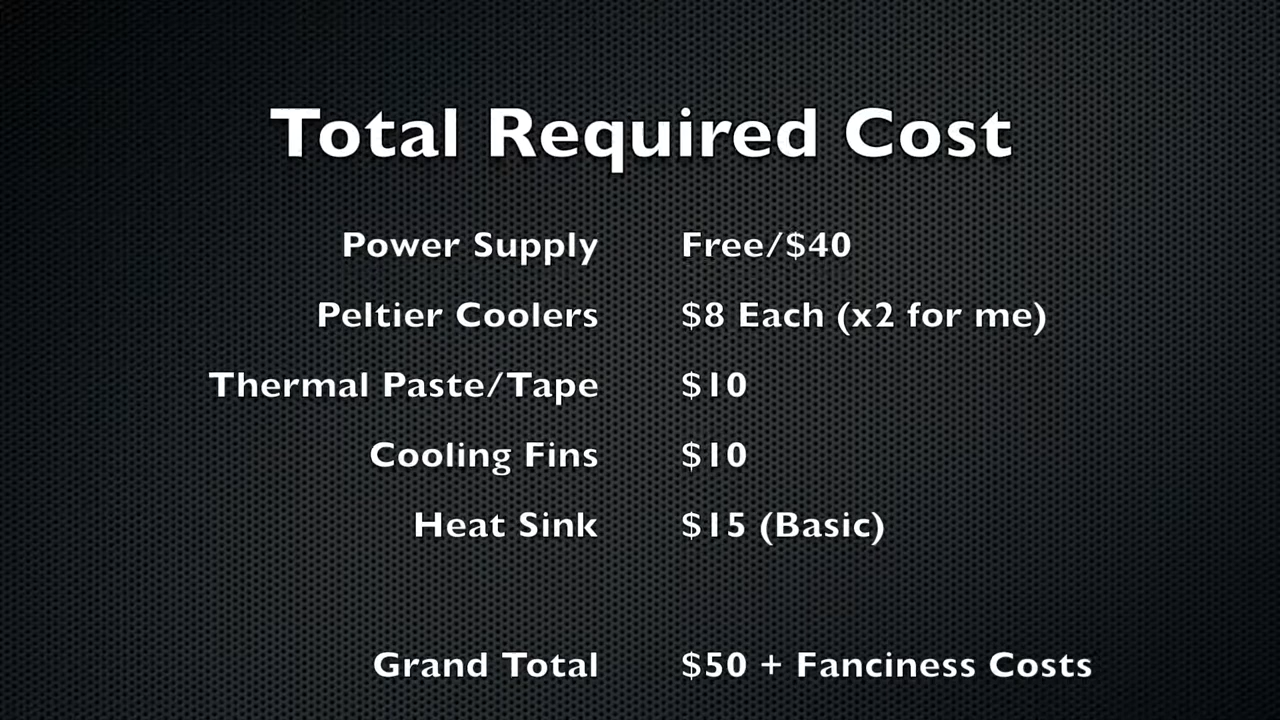 Total Required Cost
Power Supply Free/$40
Peltier Coolers $8 Each (x2 for me)
Thermal Paste/Tape $10
Cooling Fins $10
Heat Sink $15 (Basic)
Grand Total $50 + Fanciness Costs